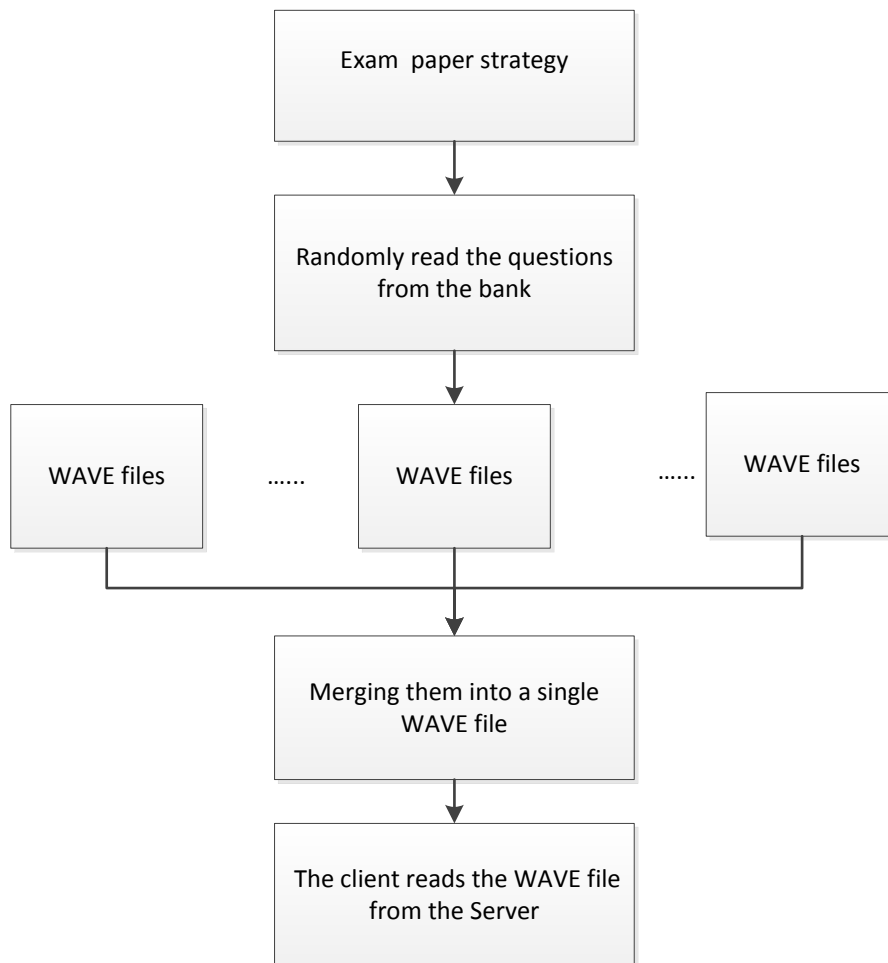 Exam  paper strategy
Randomly read the questions
from the bank
WAVE files
…...
WAVE files
…...
WAVE files
Merging them into a single
WAVE file
The client reads the WAVE file
from the Server